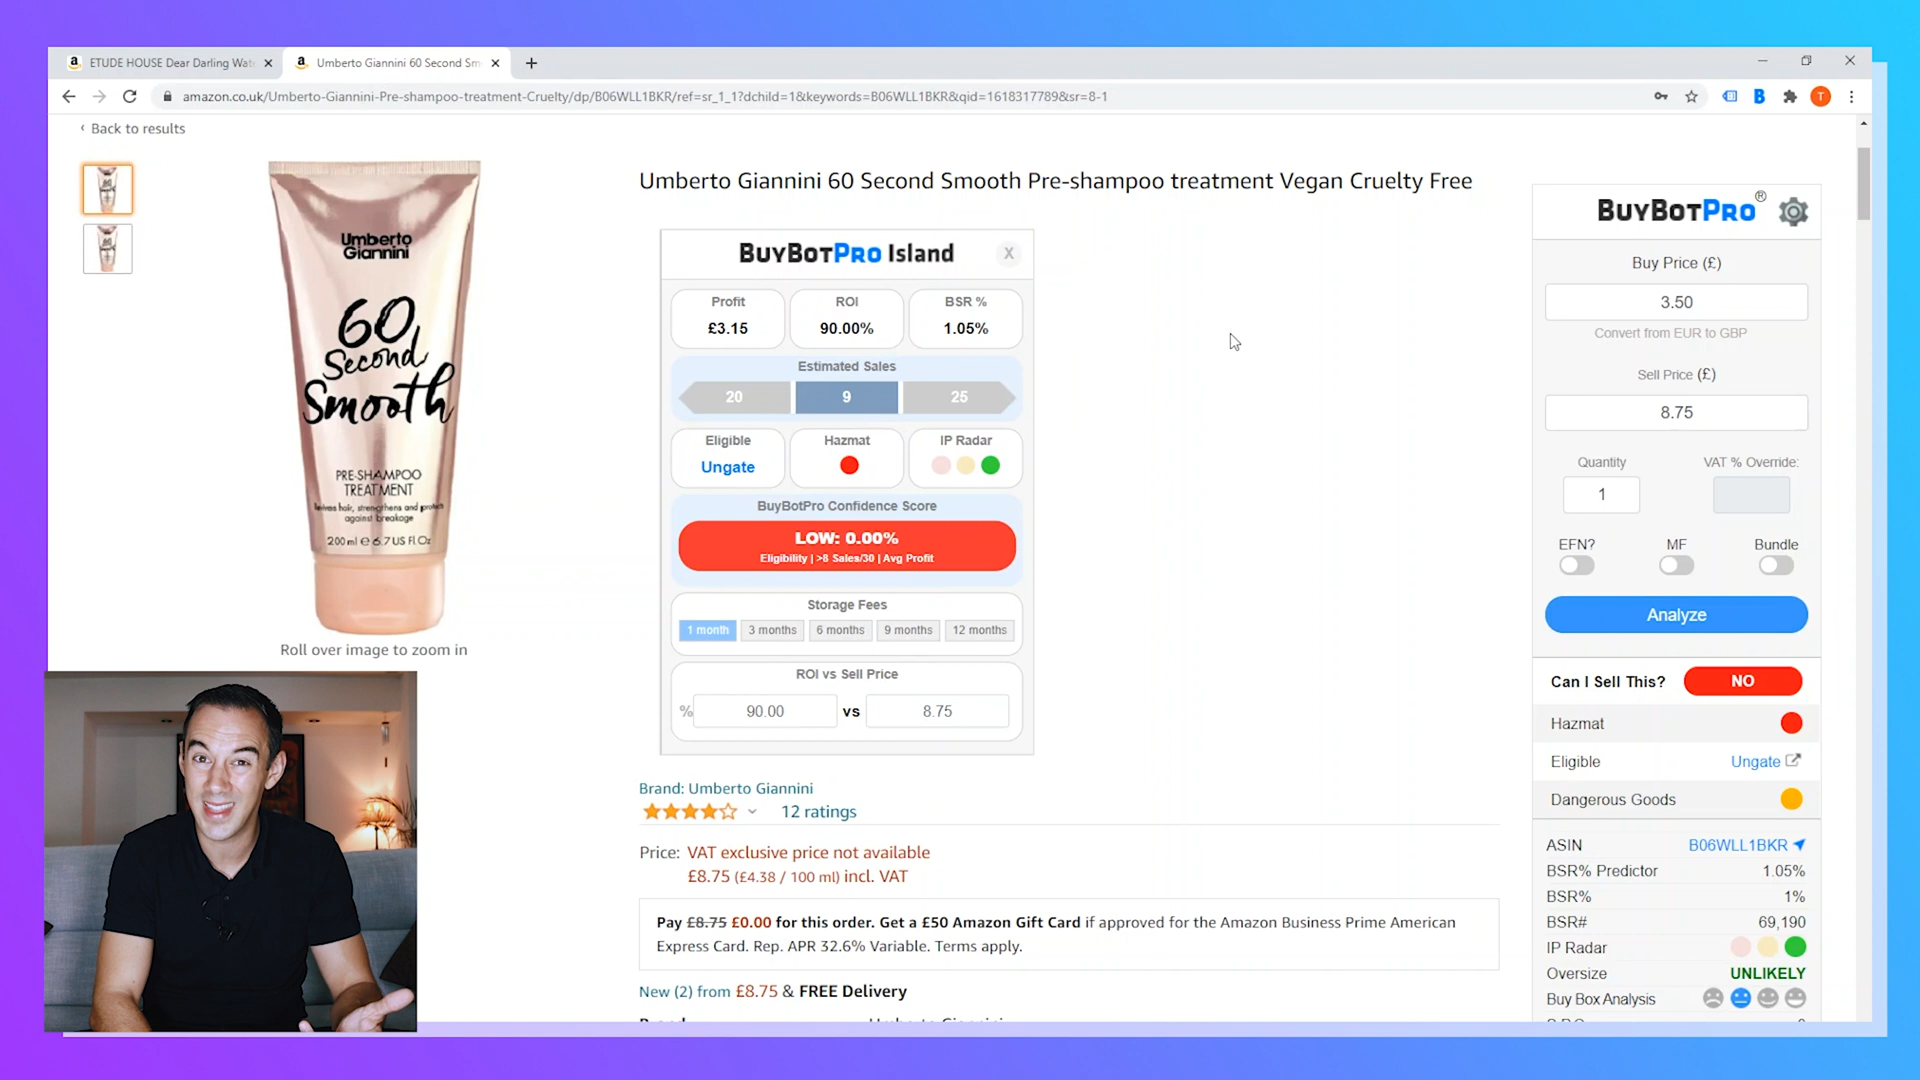 ETUDE HOUSE Dear Darling Wat
Umberto Giannini 60 Second Sm
amazon.co.uk/Umberto-Giannini-Pre-shampoo-treatment-Cruelty/dp/B06WLL1BKR/ref=sr_1_1?dchild=1&keywords=B06WLL1BKR&qid=1618317789&sr=8-1
T
Back to results
Umberto Giannini
60 Second Smooth
PRE-SHAMPOO TREATMENT
Revives hair, strengthens and protect against breakage
200 ml e 6.7 US Fl.Oz
Roll over image to zoom in
Umberto Giannini 60 Second Smooth Pre-shampoo treatment Vegan Cruelty Free
BuyBotPro Island X
Profit ROI BSR %
£3.15 90.00% 1.05%
Estimated Sales
20 9 25
Eligible Hazmat IP Radar
Ungate
BuyBotPro Confidence Score
LOW: 0.00%
Eligibility | >8 Sales/30 | Avg Profit
Storage Fees
1 month 3 months 6 months 9 months 12 months
ROI vs Sell Price
% 90.00 vs 8.75
Brand: Umberto Giannini
12 ratings
Price: VAT exclusive price not available
£8.75 (£4.38 / 100 ml) incl. VAT
Pay £8.75 £0.00 for this order. Get a £50 Amazon Gift Card if approved for the Amazon Business Prime American
Express Card. Rep. APR 32.6% Variable. Terms apply.
New (2) from £8.75 & FREE Delivery
BuyBotPro ®
Buy Price (£)
3.50
Convert from EUR to GBP
Sell Price (£)
8.75
Quantity VAT % Override:
1
EFN? MF Bundle
Analyze
Can I Sell This? NO
Hazmat
Eligible Ungate
Dangerous Goods
ASIN B06WLL1BKR
BSR% Predictor 1.05%
BSR% 1%
BSR# 69,190
IP Radar
Oversize UNLIKELY
Buy Box Analysis